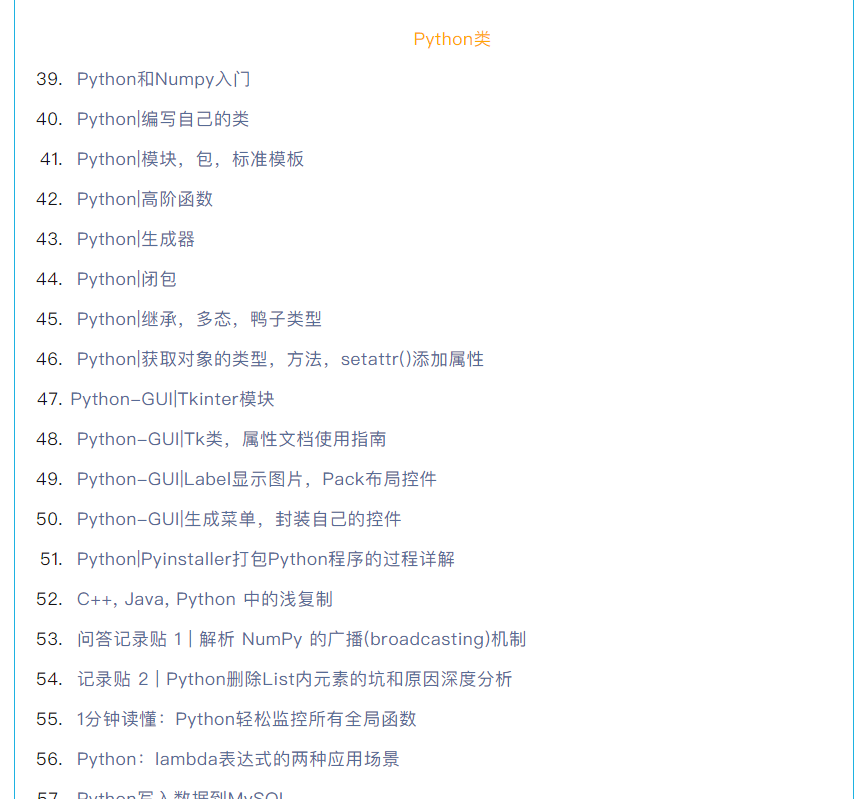 Python类
39. Python和Numpy入门
40. Python|编写自己的类
41. Python|模块，包，标准模板
42. Python|高阶函数
43. Python|生成器
44. Python|闭包
45. Python|继承，多态，鸭子类型
46. Python|获取对象的类型，方法，setattr()添加属性
47. Python-GUI|Tkinter模块
48. Python-GUI|Tk类，属性文档使用指南
49. Python-GUI|Label显示图片，Pack布局控件
50. Python-GUI|生成菜单，封装自己的控件
51. Python|Pyinstaller打包Python程序的过程详解
52. C++, Java, Python 中的浅复制
53. 问答记录贴 1 | 解析 NumPy 的广播(broadcasting)机制
54. 记录贴 2 | Python删除List内元素的坑和原因深度分析
55. 1分钟读懂：Python轻松监控所有全局函数
56. Python：lambda表达式的两种应用场景
57. Python写入数据到MySQL